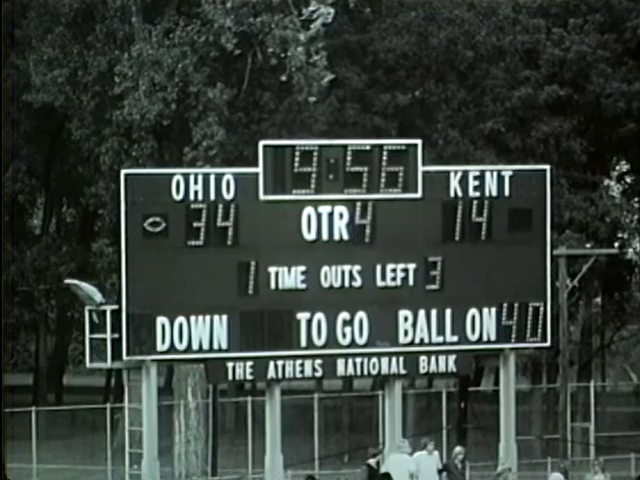 9:56
OHIO KENT
34 QTR 4 14
1 TIME OUTS LEFT 3
DOWN TO GO BALL ON 40
THE ATHENS NATIONAL BANK